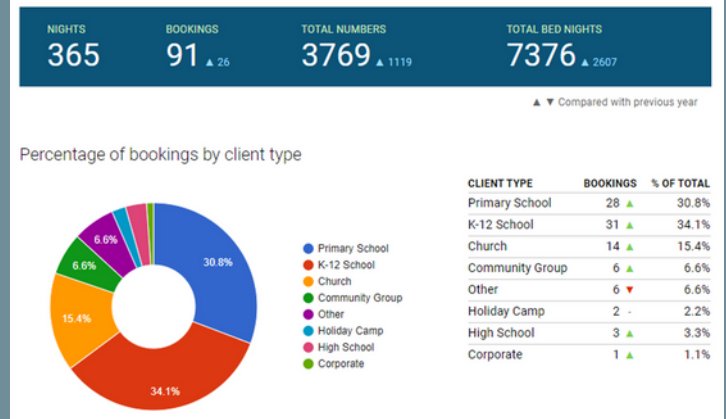 NIGHTS BOOKINGS TOTAL NUMBERS TOTAL BED NIGHTS
365 91 ▲ 26 3769 ▲ 1119 7376 ▲ 2607
▲ ▼ Compared with previous year
Percentage of bookings by client type
30.8%
34.1%
15.4%
6.6%
6.6%
Primary School
K-12 School
Church
Community Group
Other
Holiday Camp
High School
Corporate
CLIENT TYPE BOOKINGS % OF TOTAL
Primary School 28 ▲ 30.8%
K-12 School 31 ▲ 34.1%
Church 14 ▲ 15.4%
Community Group 6 ▲ 6.6%
Other 6 ▼ 6.6%
Holiday Camp 2 - 2.2%
High School 3 ▲ 3.3%
Corporate 1 ▲ 1.1%